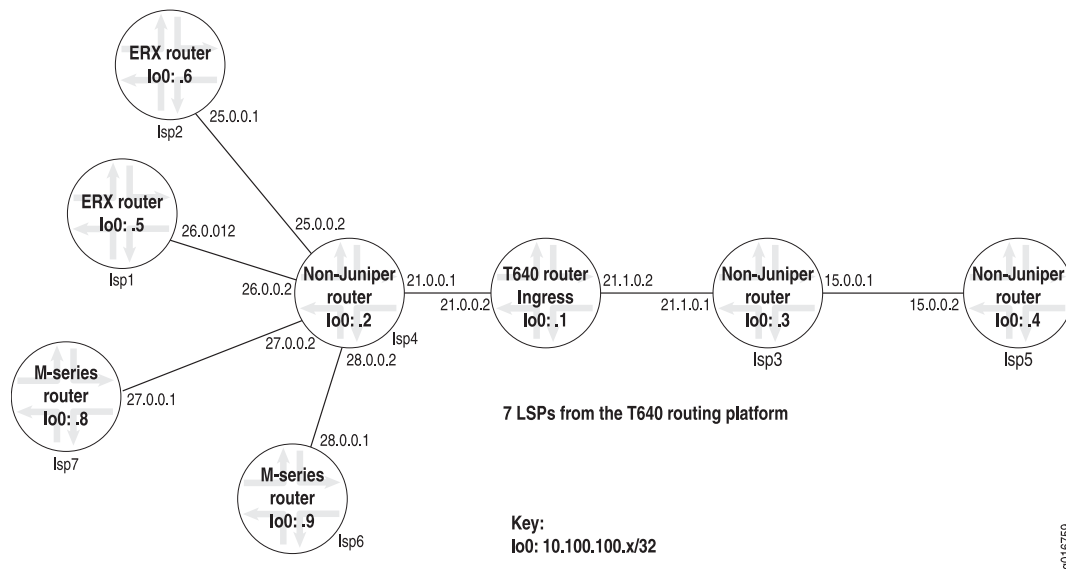 ERX router
lo0: .6
lsp2
25.0.0.1
ERX router
lo0: .5
lsp1
26.0.012
25.0.0.2
26.0.0.2
Non-Juniper
router
lo0: .2
lsp4
21.0.0.1
21.0.0.2
T640 router
Ingress
lo0: .1
21.1.0.2
21.1.0.1
Non-Juniper
router
lo0: .3
lsp3
15.0.0.1
15.0.0.2
Non-Juniper
router
lo0: .4
lsp5
27.0.0.2
28.0.0.2
M-series
router
lo0: .8
lsp7
27.0.0.1
28.0.0.1
M-series
router
lo0: .9
lsp6
7 LSPs from the T640 routing platform
Key:
lo0: 10.100.100.x/32
g016759